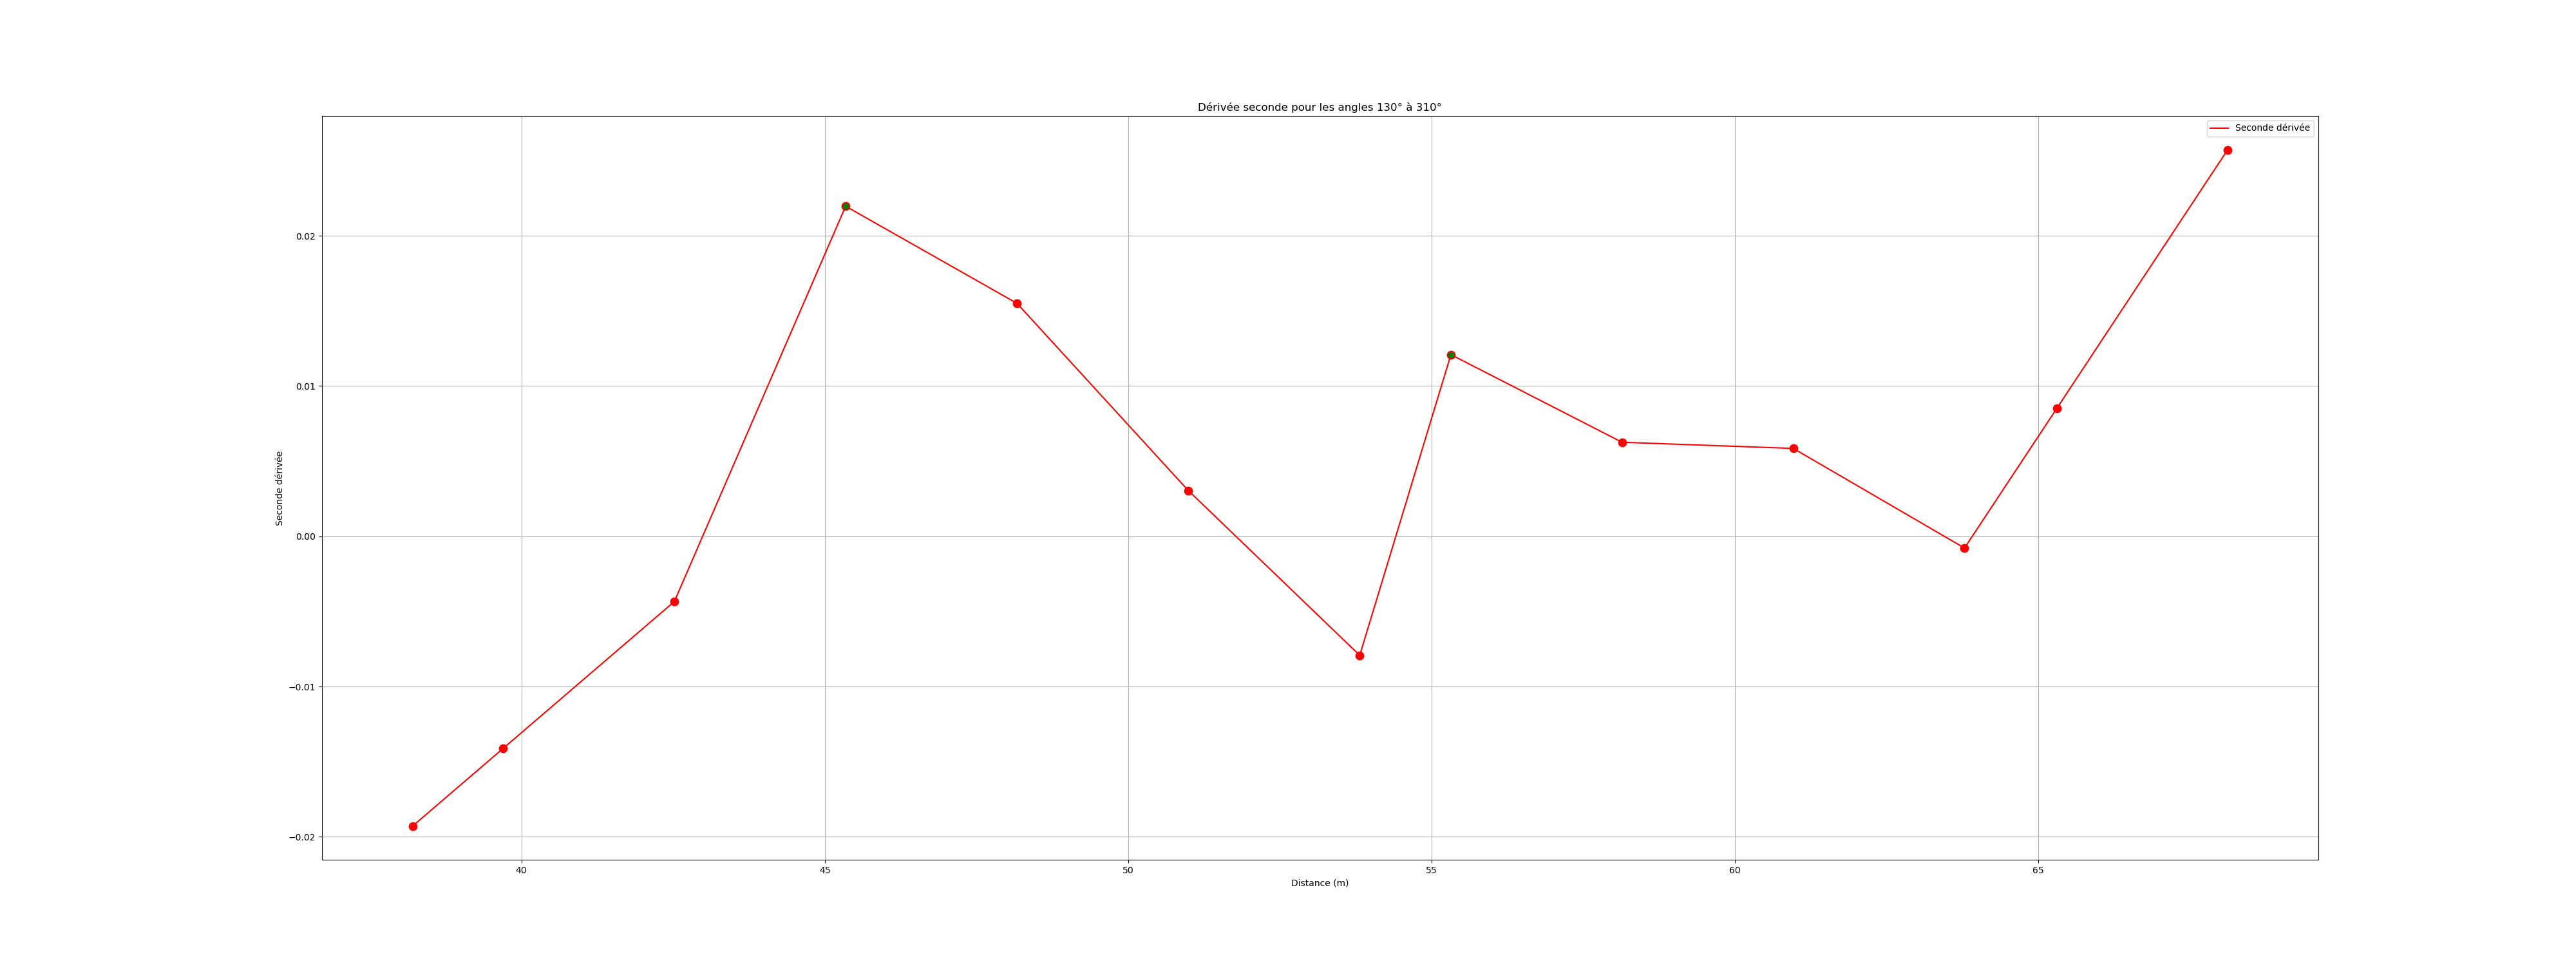 Dérivée seconde pour les angles 130° à 310°
Seconde dérivée
0.02
0.01
0.00
−0.01
−0.02
Seconde dérivée
40
45
50
55
60
65
Distance (m)